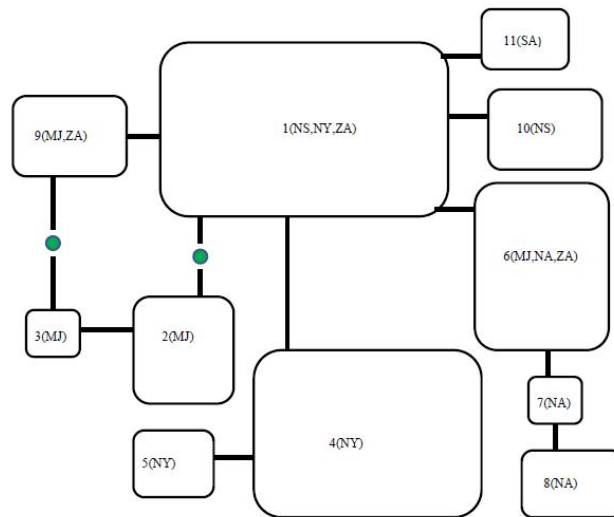 11(SA)
1(NS,NY,ZA)
10(NS)
9(MJ,ZA)
6(MJ,NA,ZA)
3(MJ)
2(MJ)
7(NA)
4(NY)
5(NY)
8(NA)